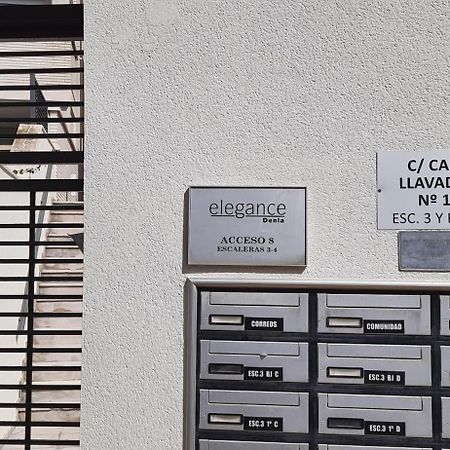 elegance
Denia
ACCESO 8
ESCALERAS 3-4
C/ CA
LLAVAD
Nº 1
ESC. 3 Y
CORREOS
COMUNIDAD
ESC.3 BJ C
ESC.3 BJ D
ESC.3 1º C
ESC.3 1º D